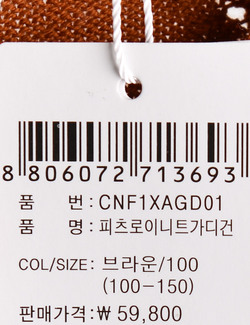 8 806072 713693
품 번 : CNF1XAGD01
품 명 : 피츠로이니트가디건
COL/SIZE : 브라운/100
(100-150)
판매가격 : ₩ 59,800